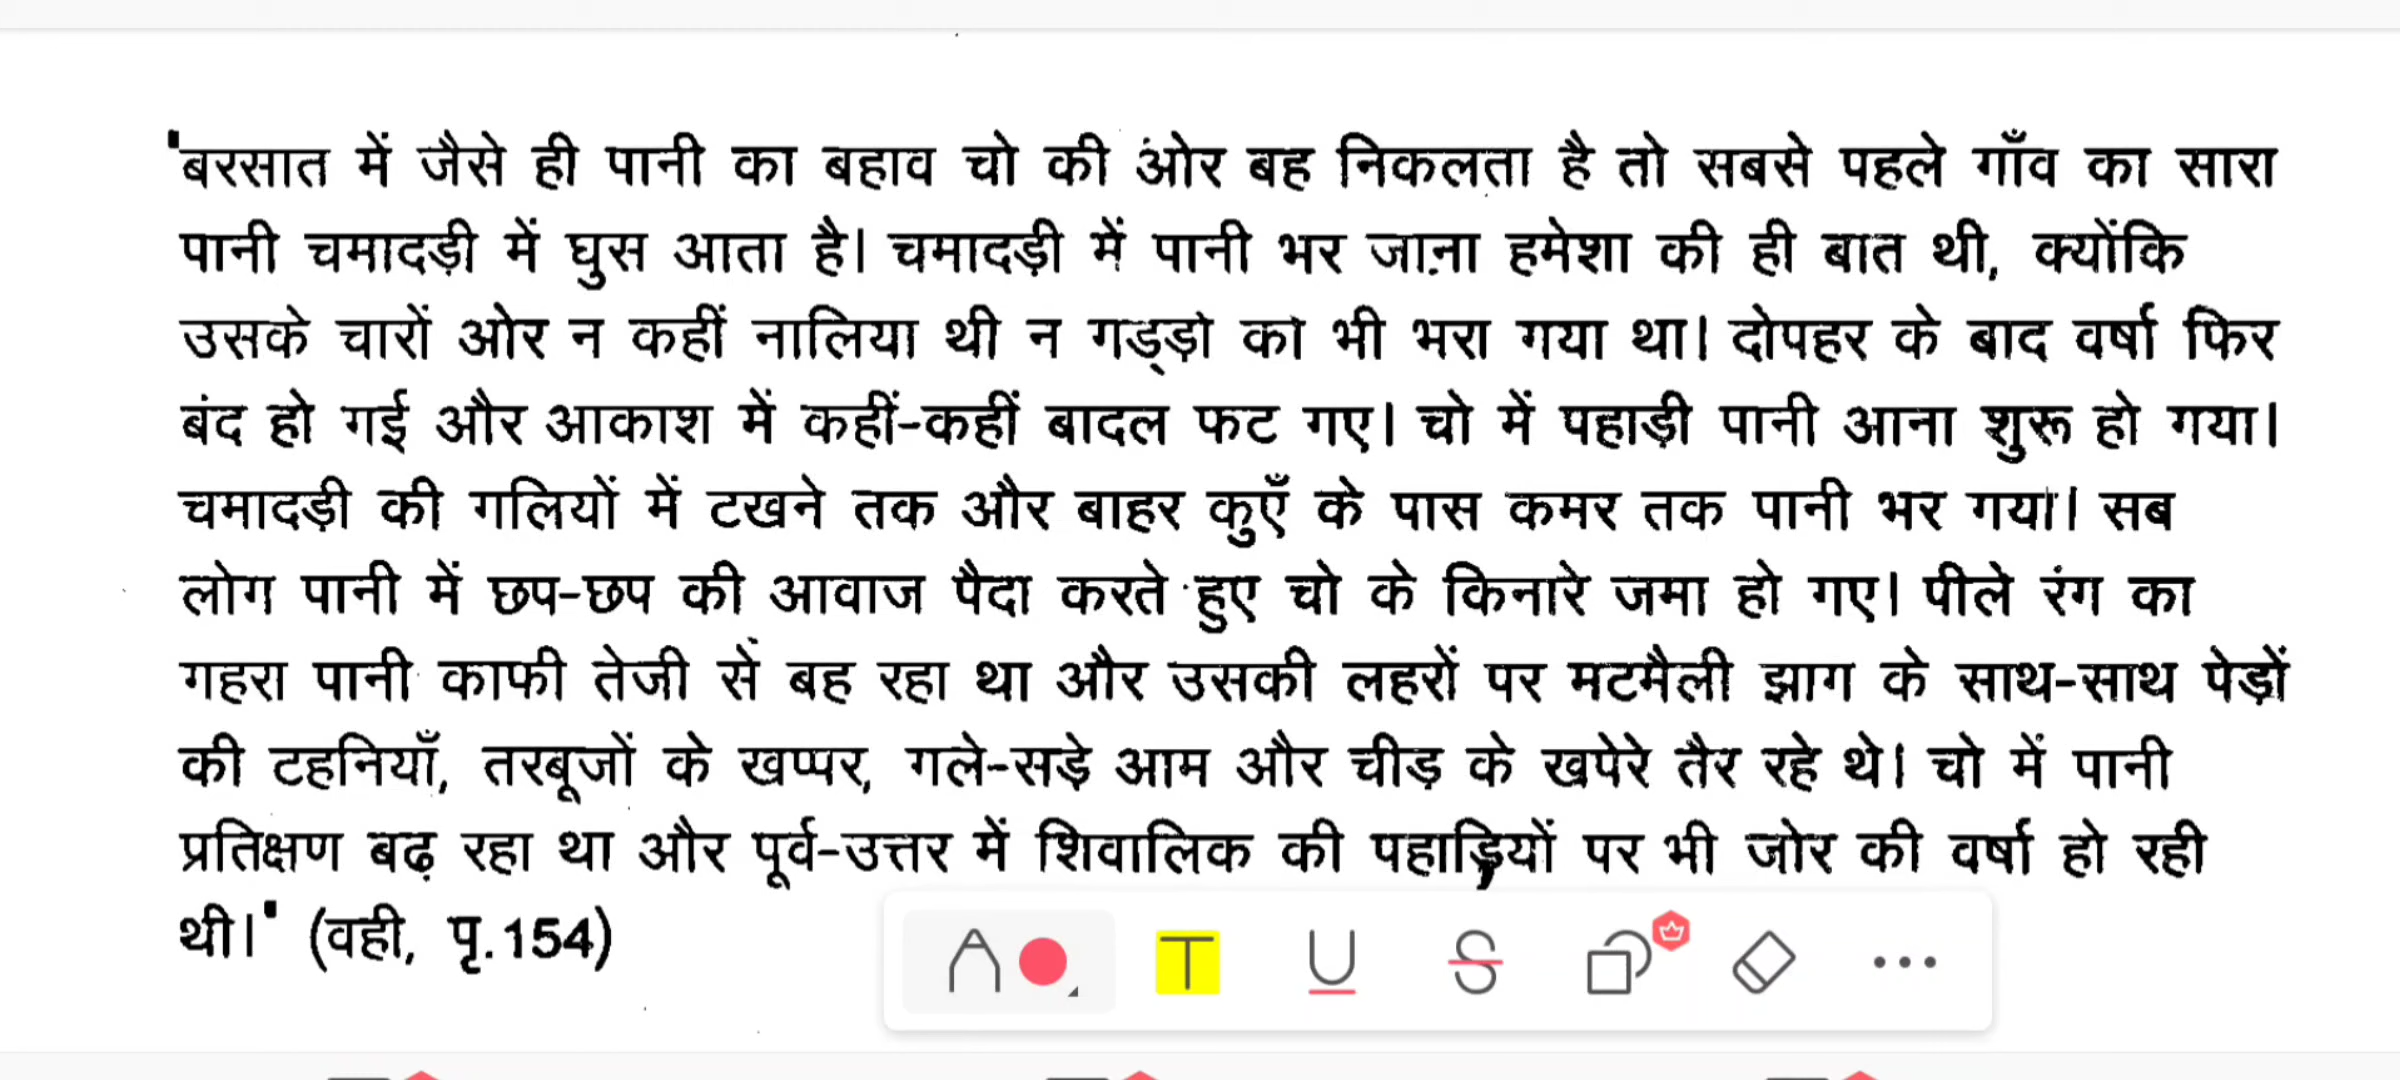 'बरसात में जैसे ही पानी का बहाव चो की ओर बह निकलता है तो सबसे पहले गाँव का सारा
पानी चमादड़ी में घुस आता है। चमादड़ी में पानी भर जाना हमेशा की ही बात थी, क्योंकि
उसके चारों ओर न कहीं नालिया थी न गड्ड़ो को भी भरा गया था। दोपहर के बाद वर्षा फिर
बंद हो गई और आकाश में कहीं-कहीं बादल फट गए। चो में पहाड़ी पानी आना शुरू हो गया।
चमादड़ी की गलियों में टखने तक और बाहर कुएँ के पास कमर तक पानी भर गया। सब
लोग पानी में छप-छप की आवाज पैदा करते हुए चो के किनारे जमा हो गए। पीले रंग का
गहरा पानी काफी तेजी से बह रहा था और उसकी लहरों पर मटमैली झाग के साथ-साथ पेड़ों
की टहनियाँ, तरबूजों के खप्पर, गले-सड़े आम और चीड़ के खपेरे तैर रहे थे। चो में पानी
प्रतिक्षण बढ़ रहा था और पूर्व-उत्तर में शिवालिक की पहाड़ियों पर भी जोर की वर्षा हो रही
थी।' (वही, पृ.154)